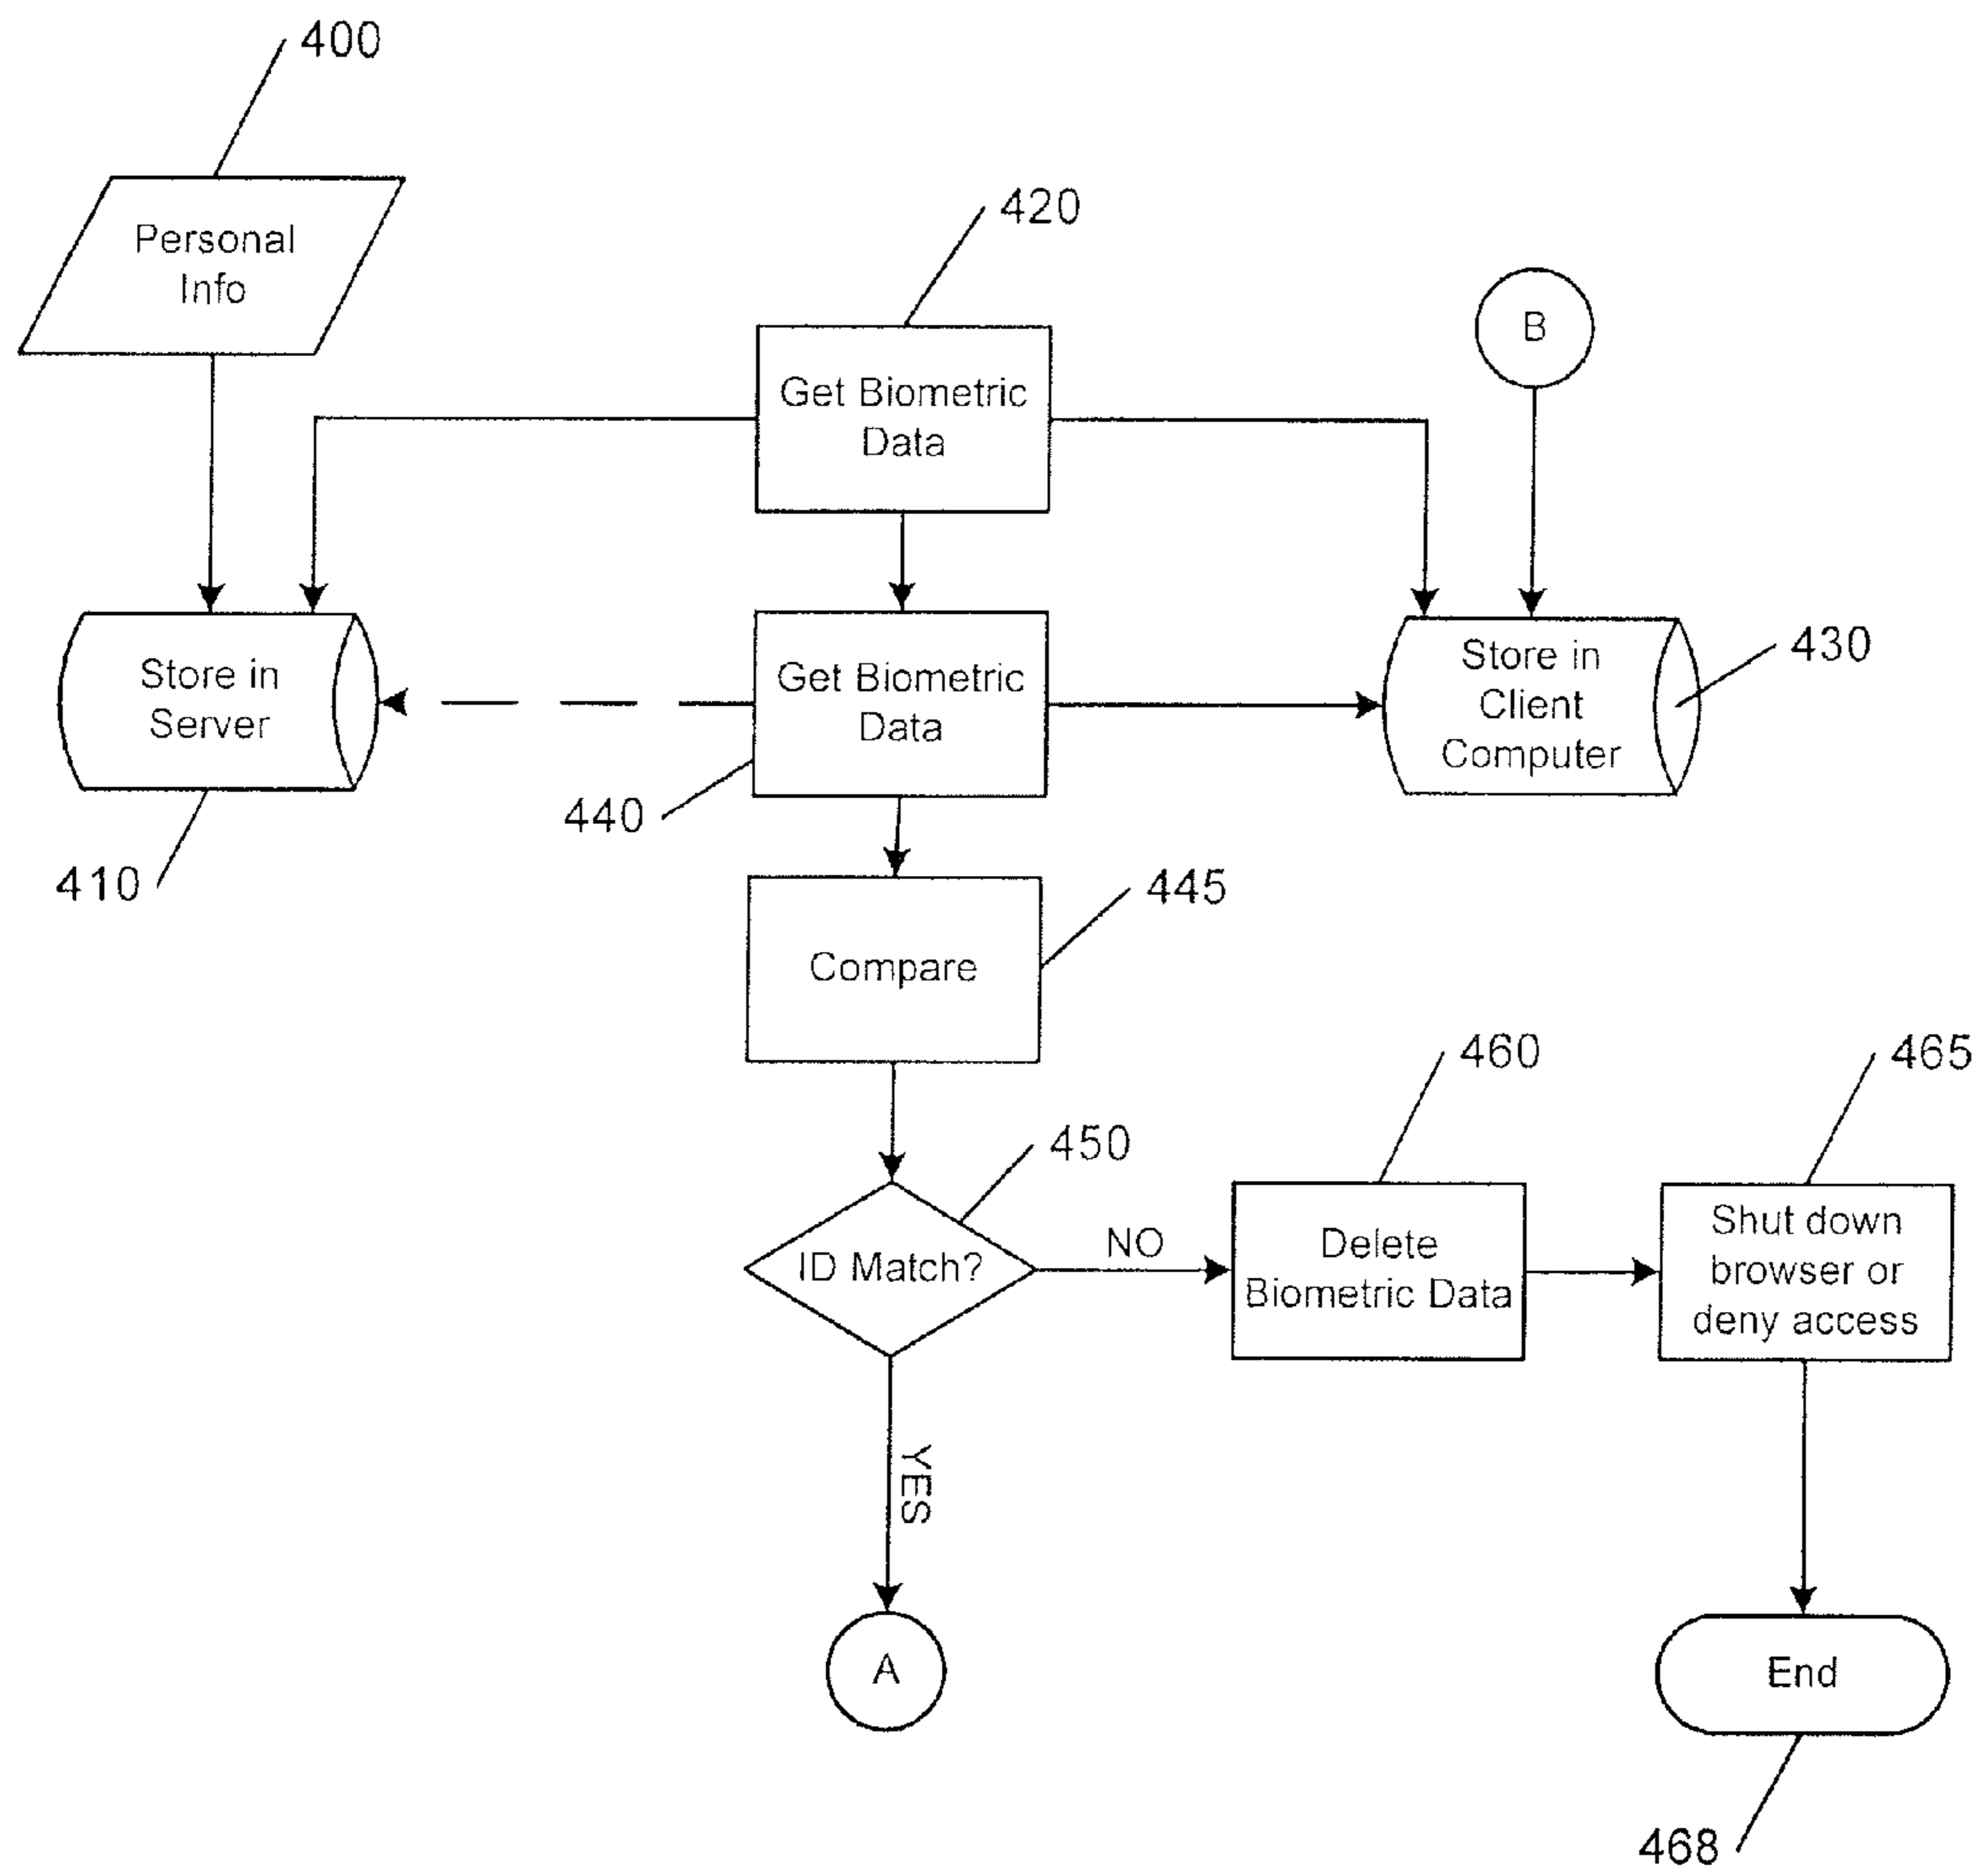 400
Personal
Info
420
Get Biometric
Data
B
Store in
Server
410
Get Biometric
Data
440
Store in
Client
Computer
430
Compare
445
ID Match?
450
NO
Delete
Biometric Data
460
Shut down
browser or
deny access
465
YES
A
End
468